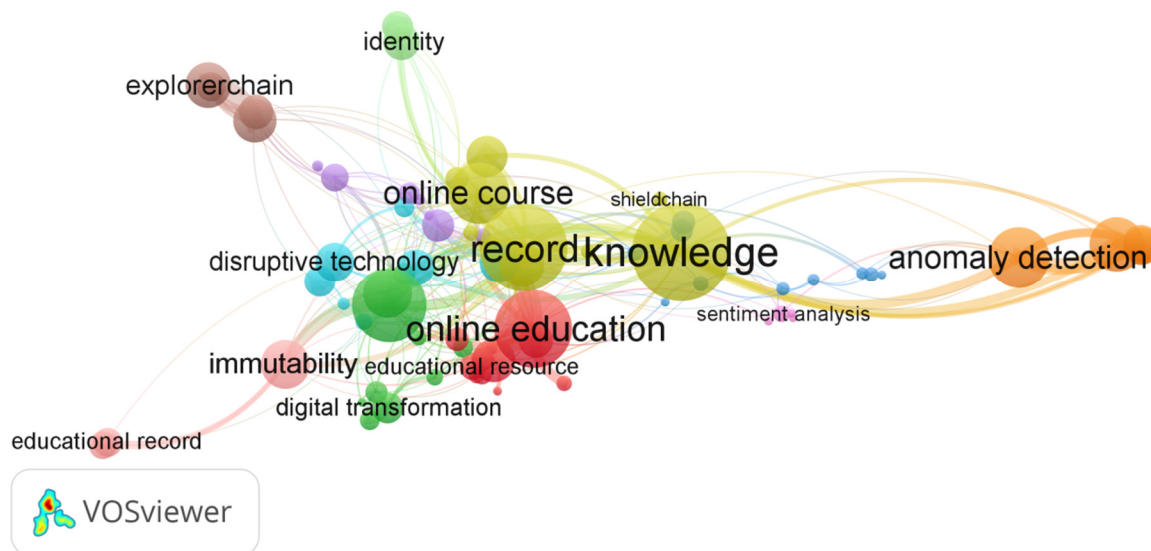 identity
explorerchain
online course
shieldchain
record
knowledge
disruptive technology
anomaly detection
sentiment analysis
online education
immutability
educational resource
digital transformation
educational record
VOSviewer